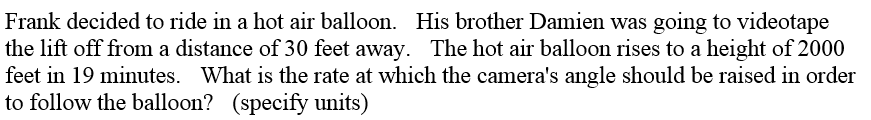 Frank decided to ride in a hot air balloon.   His brother Damien was going to videotape
the lift off from a distance of 30 feet away.   The hot air balloon rises to a height of 2000
feet in 19 minutes.   What is the rate at which the camera's angle should be raised in order
to follow the balloon?   (specify units)